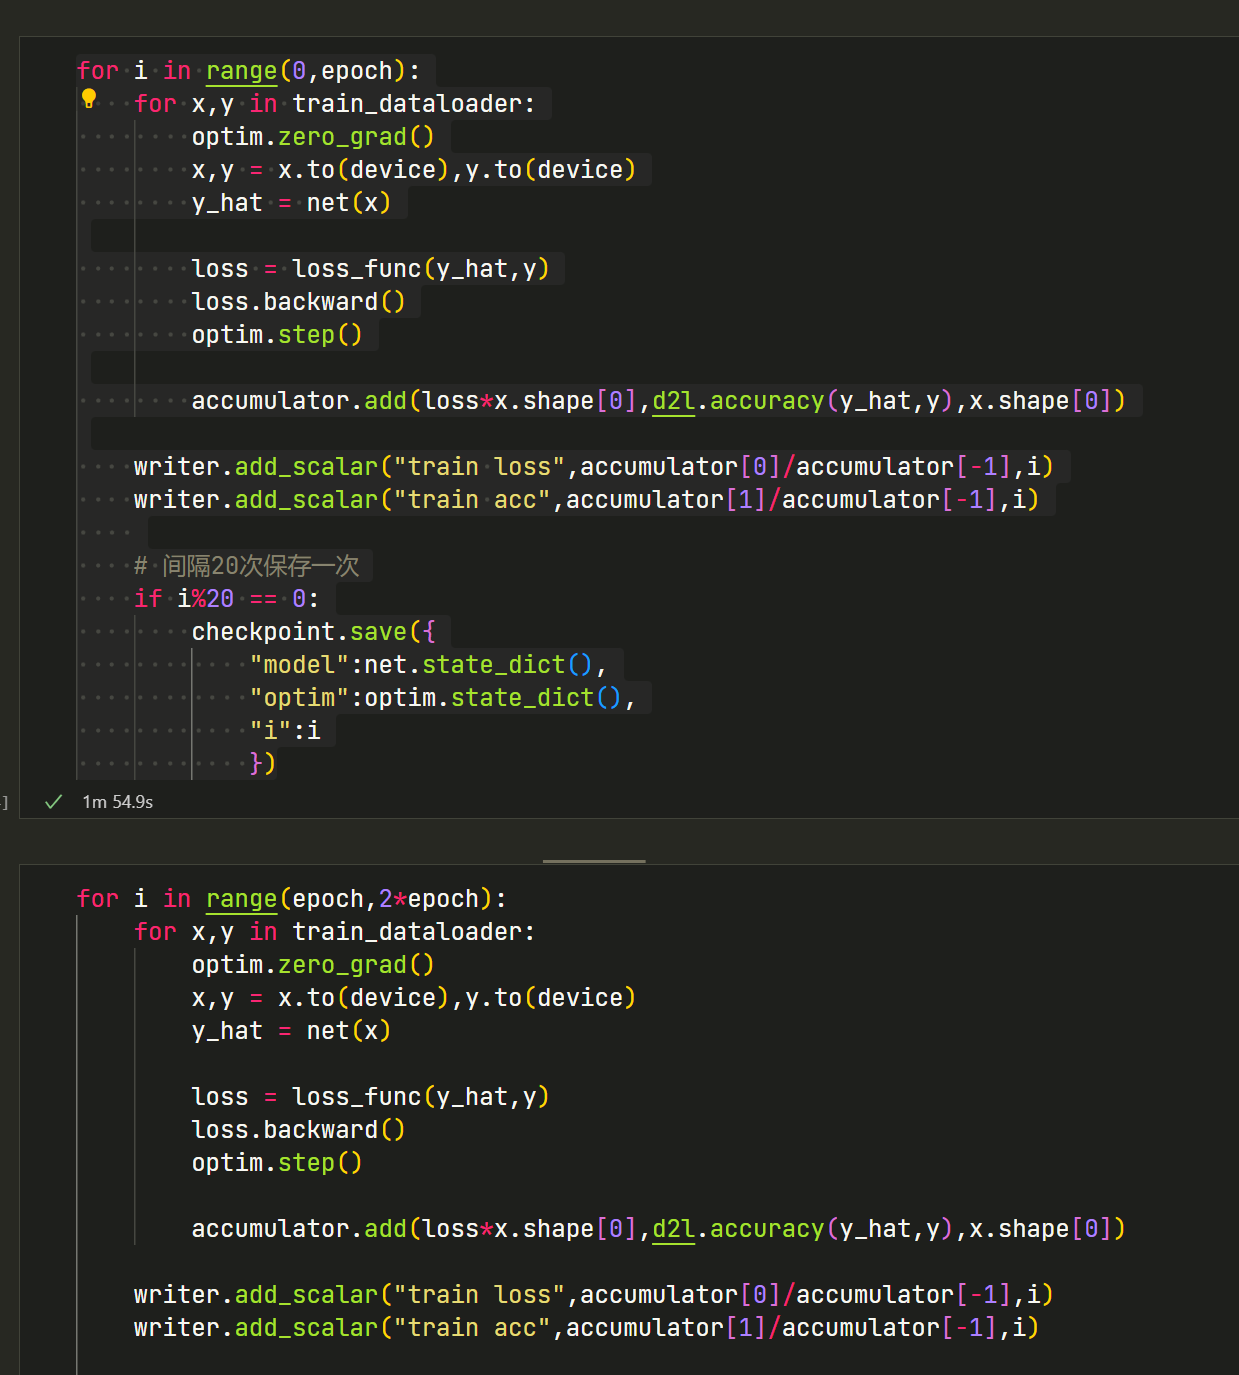 for i in range(0,epoch):
    for x,y in train_dataloader:
        optim.zero_grad()
        x,y = x.to(device),y.to(device)
        y_hat = net(x)

        loss = loss_func(y_hat,y)
        loss.backward()
        optim.step()

        accumulator.add(loss*x.shape[0],d2l.accuracy(y_hat,y),x.shape[0])

    writer.add_scalar("train loss",accumulator[0]/accumulator[-1],i)
    writer.add_scalar("train acc",accumulator[1]/accumulator[-1],i)

    # 间隔20次保存一次
    if i%20 == 0:
        checkpoint.save({
            "model":net.state_dict(),
            "optim":optim.state_dict(),
            "i":i
            })
] 1m 54.9s
for i in range(epoch,2*epoch):
    for x,y in train_dataloader:
        optim.zero_grad()
        x,y = x.to(device),y.to(device)
        y_hat = net(x)

        loss = loss_func(y_hat,y)
        loss.backward()
        optim.step()

        accumulator.add(loss*x.shape[0],d2l.accuracy(y_hat,y),x.shape[0])

    writer.add_scalar("train loss",accumulator[0]/accumulator[-1],i)
    writer.add_scalar("train acc",accumulator[1]/accumulator[-1],i)